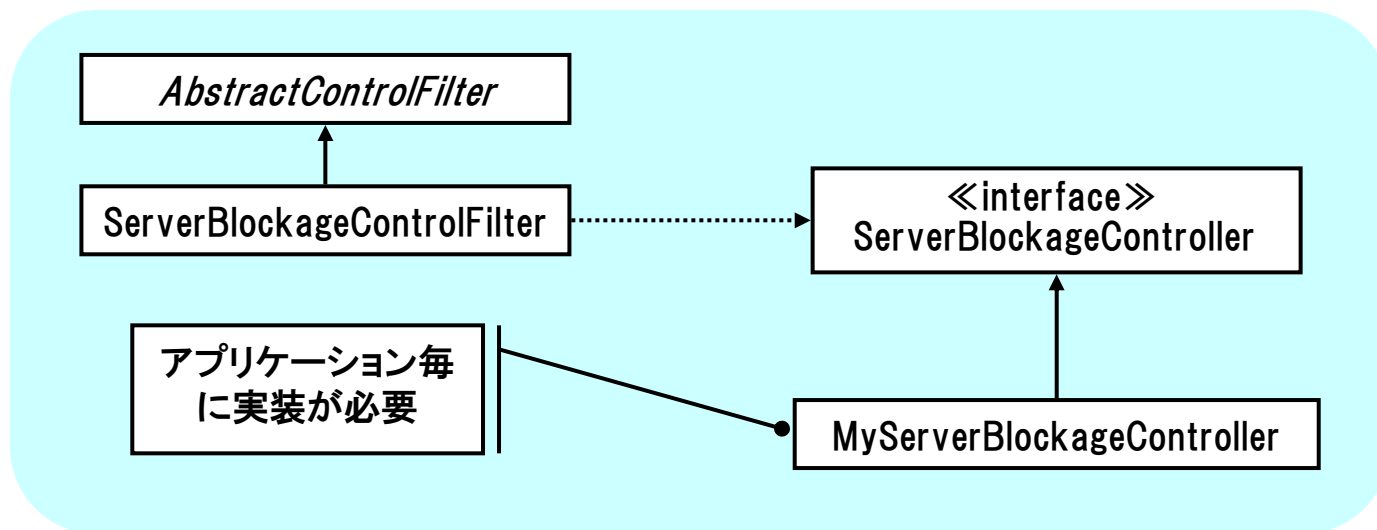 AbstractControlFilter
ServerBlockageControlFilter
≪interface≫
ServerBlockageController
アプリケーション毎
に実装が必要
MyServerBlockageController